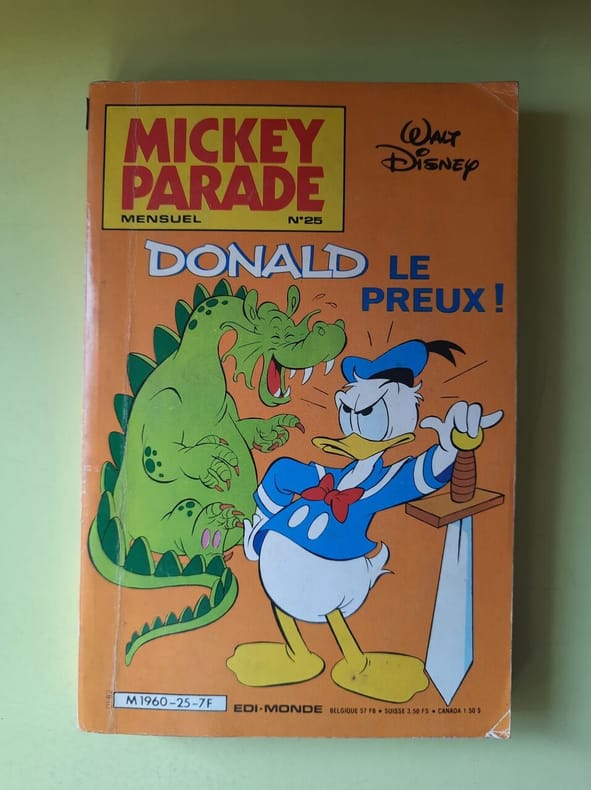 MICKEY
PARADE
MENSUEL N°25
WALT
DISNEY
DONALD LE
PREUX!
M 1960-25-7F
EDI-MONDE BELGIQUE 57 FB • SUISSE 3.50 FS • CANADA 1.50 $